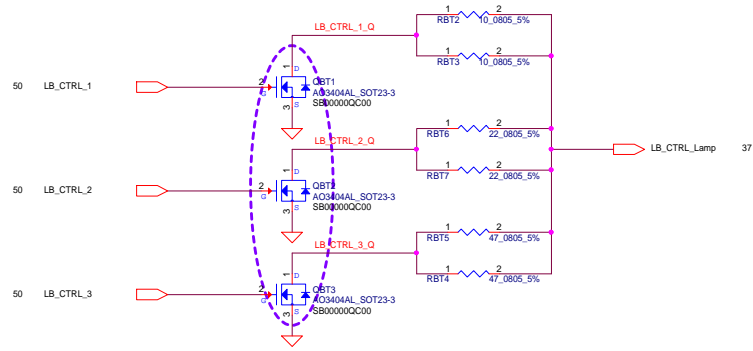 LB_CTRL_1_Q
1 2
RBT2 10_0805_5%
1 2
RBT3 10_0805_5%
50 LB_CTRL_1
1 D
2 G
3 S
QBT1
AO3404AL_SOT23-3
SB00000QC00
LB_CTRL_2_Q
1 2
RBT6 22_0805_5%
1 2
RBT7 22_0805_5%
LB_CTRL_Lamp 37
50 LB_CTRL_2
1 D
2 G
3 S
QBT2
AO3404AL_SOT23-3
SB00000QC00
LB_CTRL_3_Q
1 2
RBT5 47_0805_5%
1 2
RBT4 47_0805_5%
50 LB_CTRL_3
1 D
2 G
3 S
QBT3
AO3404AL_SOT23-3
SB00000QC00